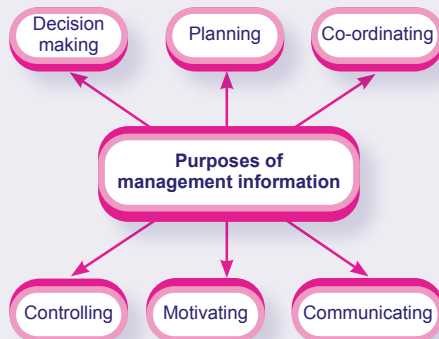 Decision
making
Planning
Co-ordinating
Purposes of
management information
Controlling
Motivating
Communicating